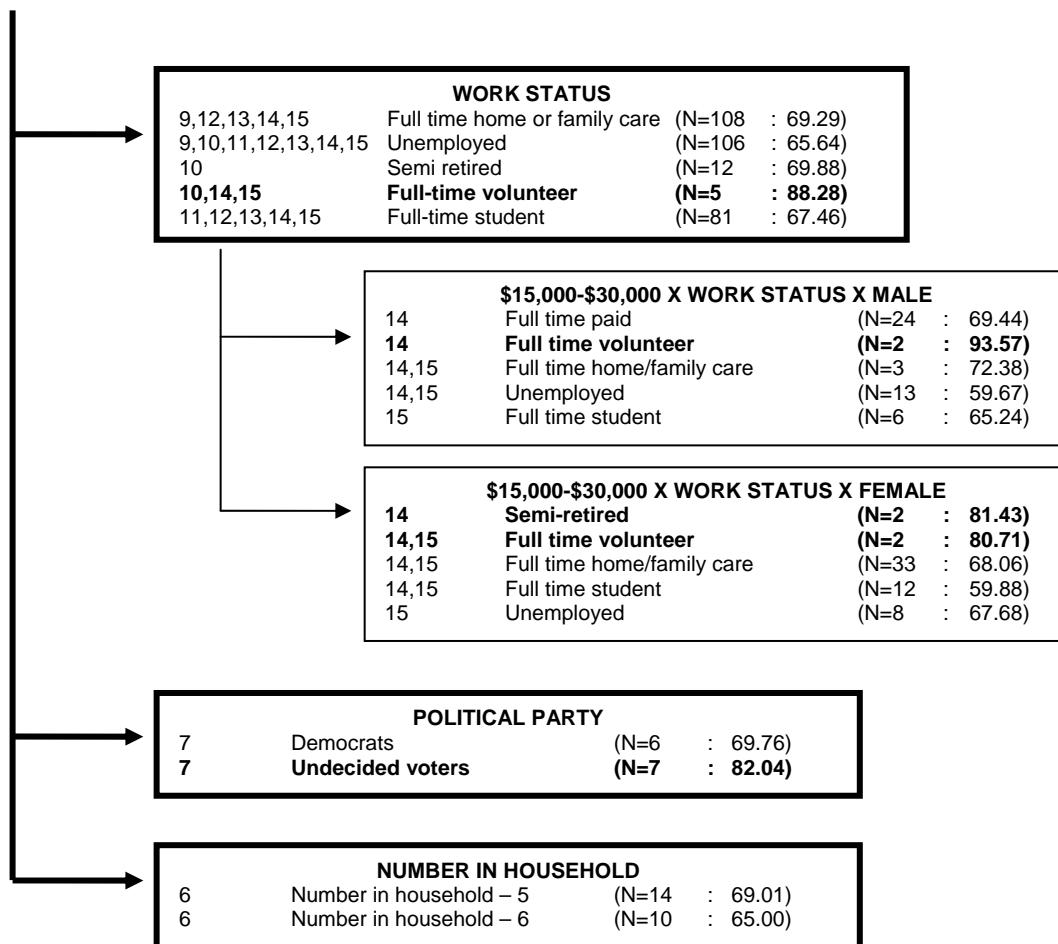 WORK STATUS
9,12,13,14,15 Full time home or family care (N=108 : 69.29)
9,10,11,12,13,14,15 Unemployed (N=106 : 65.64)
10 Semi retired (N=12 : 69.88)
10,14,15 Full-time volunteer (N=5 : 88.28)
11,12,13,14,15 Full-time student (N=81 : 67.46)
$15,000-$30,000 X WORK STATUS X MALE
14 Full time paid (N=24 : 69.44)
14 Full time volunteer (N=2 : 93.57)
14,15 Full time home/family care (N=3 : 72.38)
14,15 Unemployed (N=13 : 59.67)
15 Full time student (N=6 : 65.24)
$15,000-$30,000 X WORK STATUS X FEMALE
14 Semi-retired (N=2 : 81.43)
14,15 Full time volunteer (N=2 : 80.71)
14,15 Full time home/family care (N=33 : 68.06)
14,15 Full time student (N=12 : 59.88)
15 Unemployed (N=8 : 67.68)
POLITICAL PARTY
7 Democrats (N=6 : 69.76)
7 Undecided voters (N=7 : 82.04)
NUMBER IN HOUSEHOLD
6 Number in household – 5 (N=14 : 69.01)
6 Number in household – 6 (N=10 : 65.00)